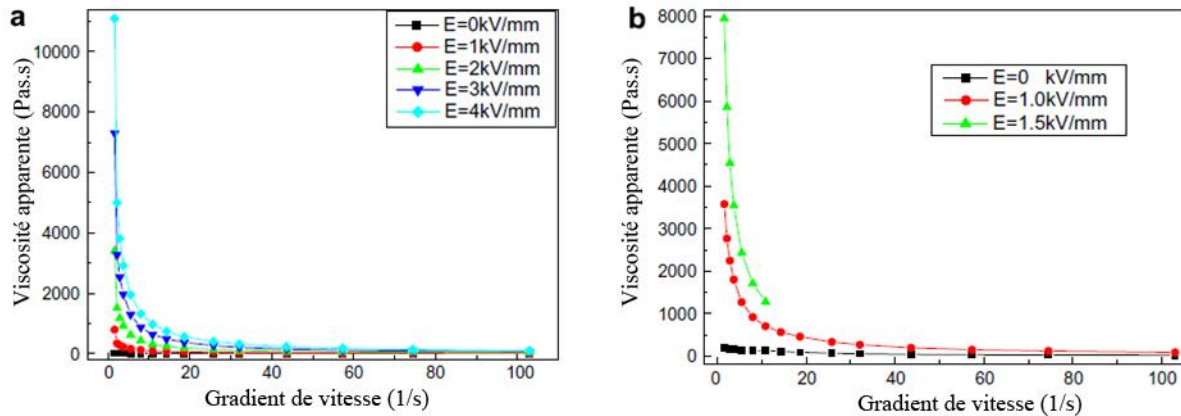 a
E=0kV/mm
E=1kV/mm
E=2kV/mm
E=3kV/mm
E=4kV/mm
Viscosité apparente (Pas.s)
10000
8000
6000
4000
2000
0
0 20 40 60 80 100
Gradient de vitesse (1/s)
b
E=0 kV/mm
E=1.0kV/mm
E=1.5kV/mm
Viscosité apparente (Pas.s)
8000
7000
6000
5000
4000
3000
2000
1000
0
0 20 40 60 80 100
Gradient de vitesse (1/s)